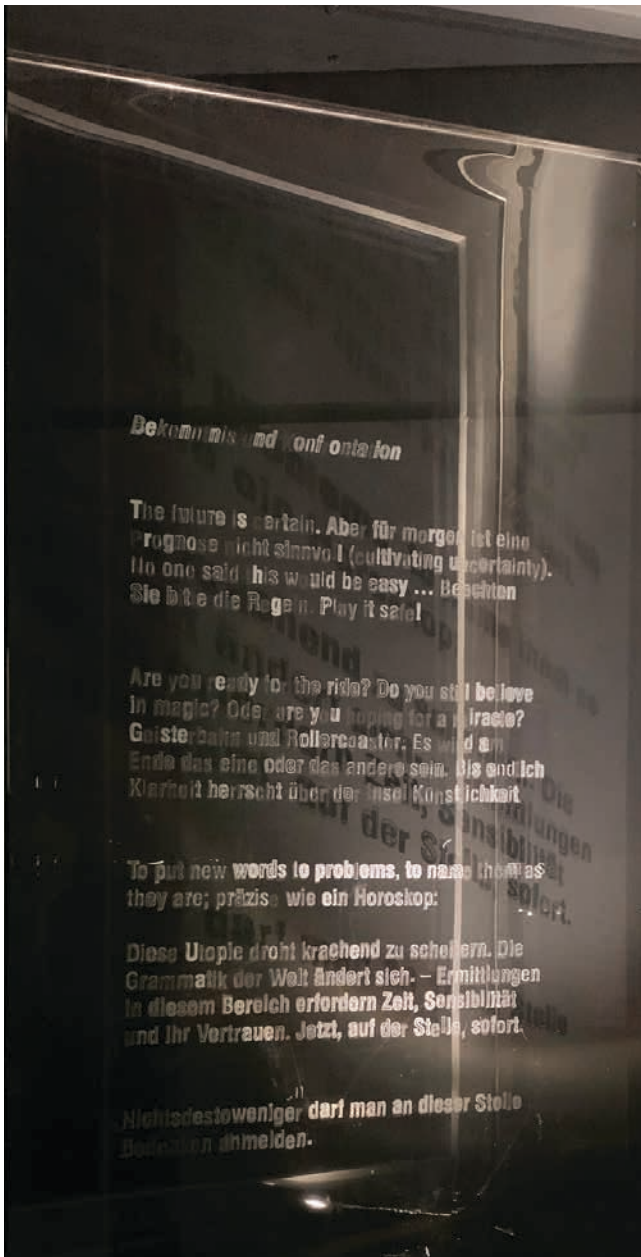 Bekenntnis und Konfrontation
The future is certain. Aber für morgen ist eine
Prognose nicht sinnvoll (cultivating uncertainty).
No one said this would be easy ... Beachten
Sie bitte die Regeln. Play it safe!
Are you ready for the ride? Do you still believe
in magic? Oder are you hoping for a miracle?
Geisterbahn und Rollercoaster. Es wird am
Ende das eine oder das andere sein. Bis endlich
Klarheit herrscht über der Insel Künstlichkeit
To put new words to problems, to name them as
they are; präzise wie ein Horoskop:
Diese Utopie droht krachend zu scheitern. Die
Grammatik der Welt ändert sich. – Ermittlungen
in diesem Bereich erfordern Zeit, Sensibilität
und Ihr Vertrauen. Jetzt, auf der Stelle, sofort.
Nichtsdestoweniger darf man an dieser Stelle
Bedenken anmelden.